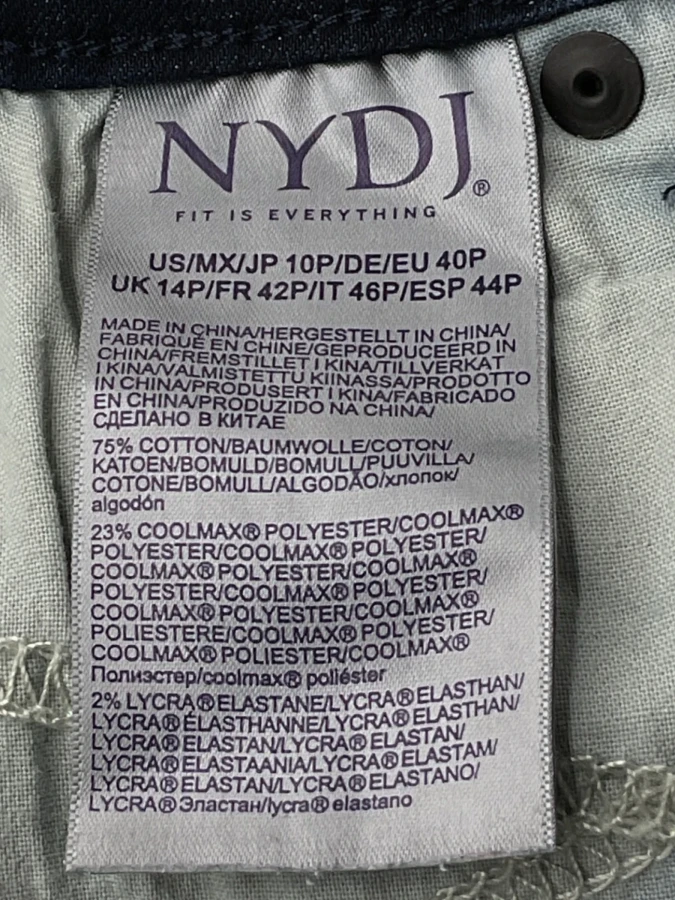 NYDJ®
FIT IS EVERYTHING
US/MX/JP 10P/DE/EU 40P
UK 14P/FR 42P/IT 46P/ESP 44P
MADE IN CHINA/HERGESTELLT IN CHINA/
FABRIQUÉ EN CHINE/GEPRODUCEERD IN
CHINA/FREMSTILLET I KINA/TILLVERKAT
I KINA/VALMISTETTU KIINASSA/PRODOTTO
IN CHINA/PRODUSERT I KINA/FABRICADO
EN CHINA/PRODUZIDO NA CHINA/
СДЕЛАНО В КИТАЕ
75% COTTON/BAUMWOLLE/COTON/
KATOEN/BOMULD/BOMULL/PUUVILLA/
COTONE/BOMULL/ALGODÃO/хлопок/
algodón
23% COOLMAX® POLYESTER/COOLMAX®
POLYESTER/COOLMAX® POLYESTER/
COOLMAX® POLYESTER/COOLMAX®
POLYESTER/COOLMAX® POLYESTER/
COOLMAX® POLYESTER/COOLMAX®
POLIESTERE/COOLMAX® POLYESTER/
COOLMAX® POLIESTER/COOLMAX®
Полиэстер/coolmax® poliéster
2% LYCRA® ELASTANE/LYCRA® ELASTHAN/
LYCRA® ÉLASTHANNE/LYCRA® ELASTHAN/
LYCRA® ELASTAN/LYCRA® ELASTAN/
LYCRA® ELASTAANIA/LYCRA® ELASTAM/
LYCRA® ELASTAN/LYCRA® ELASTANO/
LYCRA® Эластан/lycra® elastano